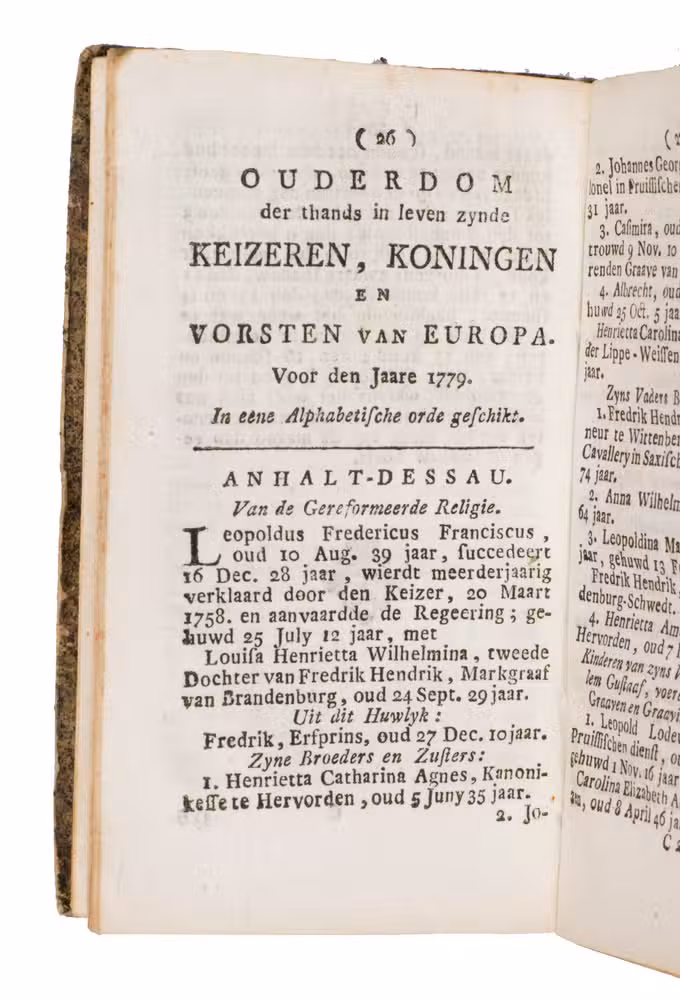 ( 26 )
OUDERDOM
der thands in leven zynde
KEIZEREN, KONINGEN
EN
VORSTEN VAN EUROPA.
Voor den Jaare 1779.
In eene Alphabetiſche orde geſchikt.
ANHALT-DESSAU.
Van de Gereformeerde Religie.
Leopoldus Fredericus Franciscus,
oud 10 Aug. 39 jaar, ſucceedeert
16 Dec. 28 jaar, wierdt meerderjaarig
verklaard door den Keizer, 20 Maart
1758. en aanvaardde de Regeering; ge-
huwd 25 July 12 jaar, met
Louiſa Henrietta Wilhelmina, tweede
Dochter van Fredrik Hendrik, Markgraaf
van Brandenburg, oud 24 Sept. 29 jaar.
Uit dit Huwlyk:
Fredrik, Erfprins, oud 27 Dec. 10 jaar.
Zyne Broeders en Zuſters:
1. Henrietta Catharina Agnes, Kanoni-
keſſe te Hervorden, oud 5 Juny 35 jaar.
2. Jo-
2. Johannes Geor
lonel in Pruiſſiſche
31 jaar.
3. Caſimira, oud
trouwd 9 Nov. 10
renden Graave van
4. Albrecht, oud
huwd 25 Oct. 5 jaa
Henrietta Carolina
der Lippe-Weiſſen
jaar.
Zyns Vaders B
1. Fredrik Hendr
neur te Wirtenber
Cavallery in Saxiſch
74 jaar.
2. Anna Wilhelm
64 jaar.
3. Leopoldina Ma
jaar, gehuwd 13 F
Fredrik Hendrik,
denburg-Schwedt.
4. Henrietta Am
Hervorden, oud 7
Kinderen van zyns
lem Guſtaaf, voer
Graaven en Graavi
1. Leopold Lodew
Pruiſſiſchen dienſt, ou
gehuwd 1 Nov. 16 jaar
Carolina Elizabeth A
oud 8 April 46 ja
C 2